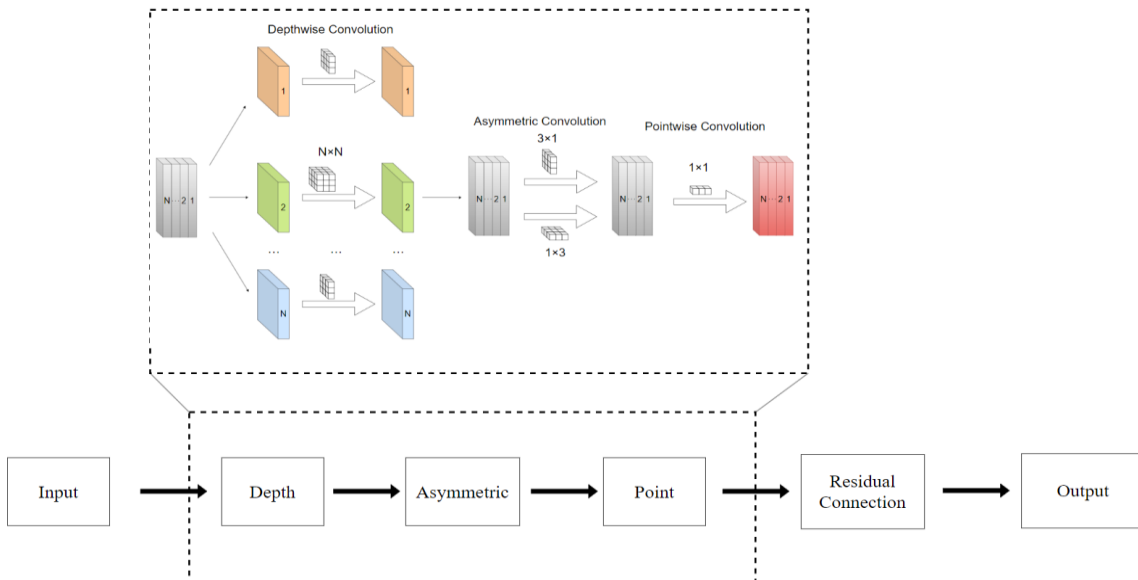 Depthwise Convolution
1
1
Asymmetric Convolution
Pointwise Convolution
3×1
N×N
1×1
N ··· 2 1
2
2
N ··· 2 1
N ··· 2 1
N ··· 2 1
1×3
...
...
...
N
N
Input
Depth
Asymmetric
Point
Residual
Connection
Output